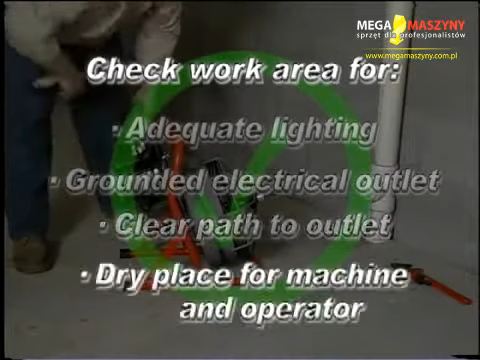 MEGA MASZYNY
sprzęt dla profesjonalistów
www.megamaszyny.com.pl
Check work area for:
· Adequate lighting
· Grounded electrical outlet
· Clear path to outlet
· Dry place for machine
and operator